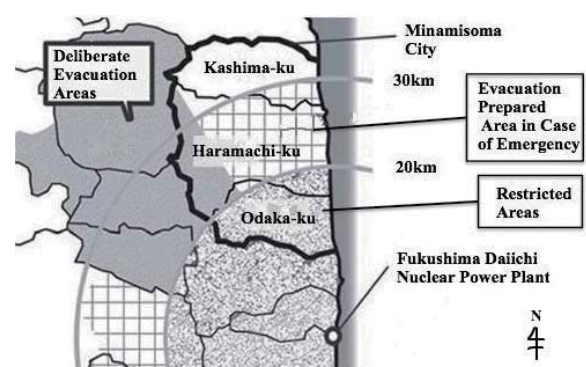 Minamisoma
City
Deliberate
Evacuation
Areas
Kashima-ku
30km
Evacuation
Prepared
Area in Case
of Emergency
Haramachi-ku
20km
Restricted
Areas
Odaka-ku
Fukushima Daiichi
Nuclear Power Plant
N